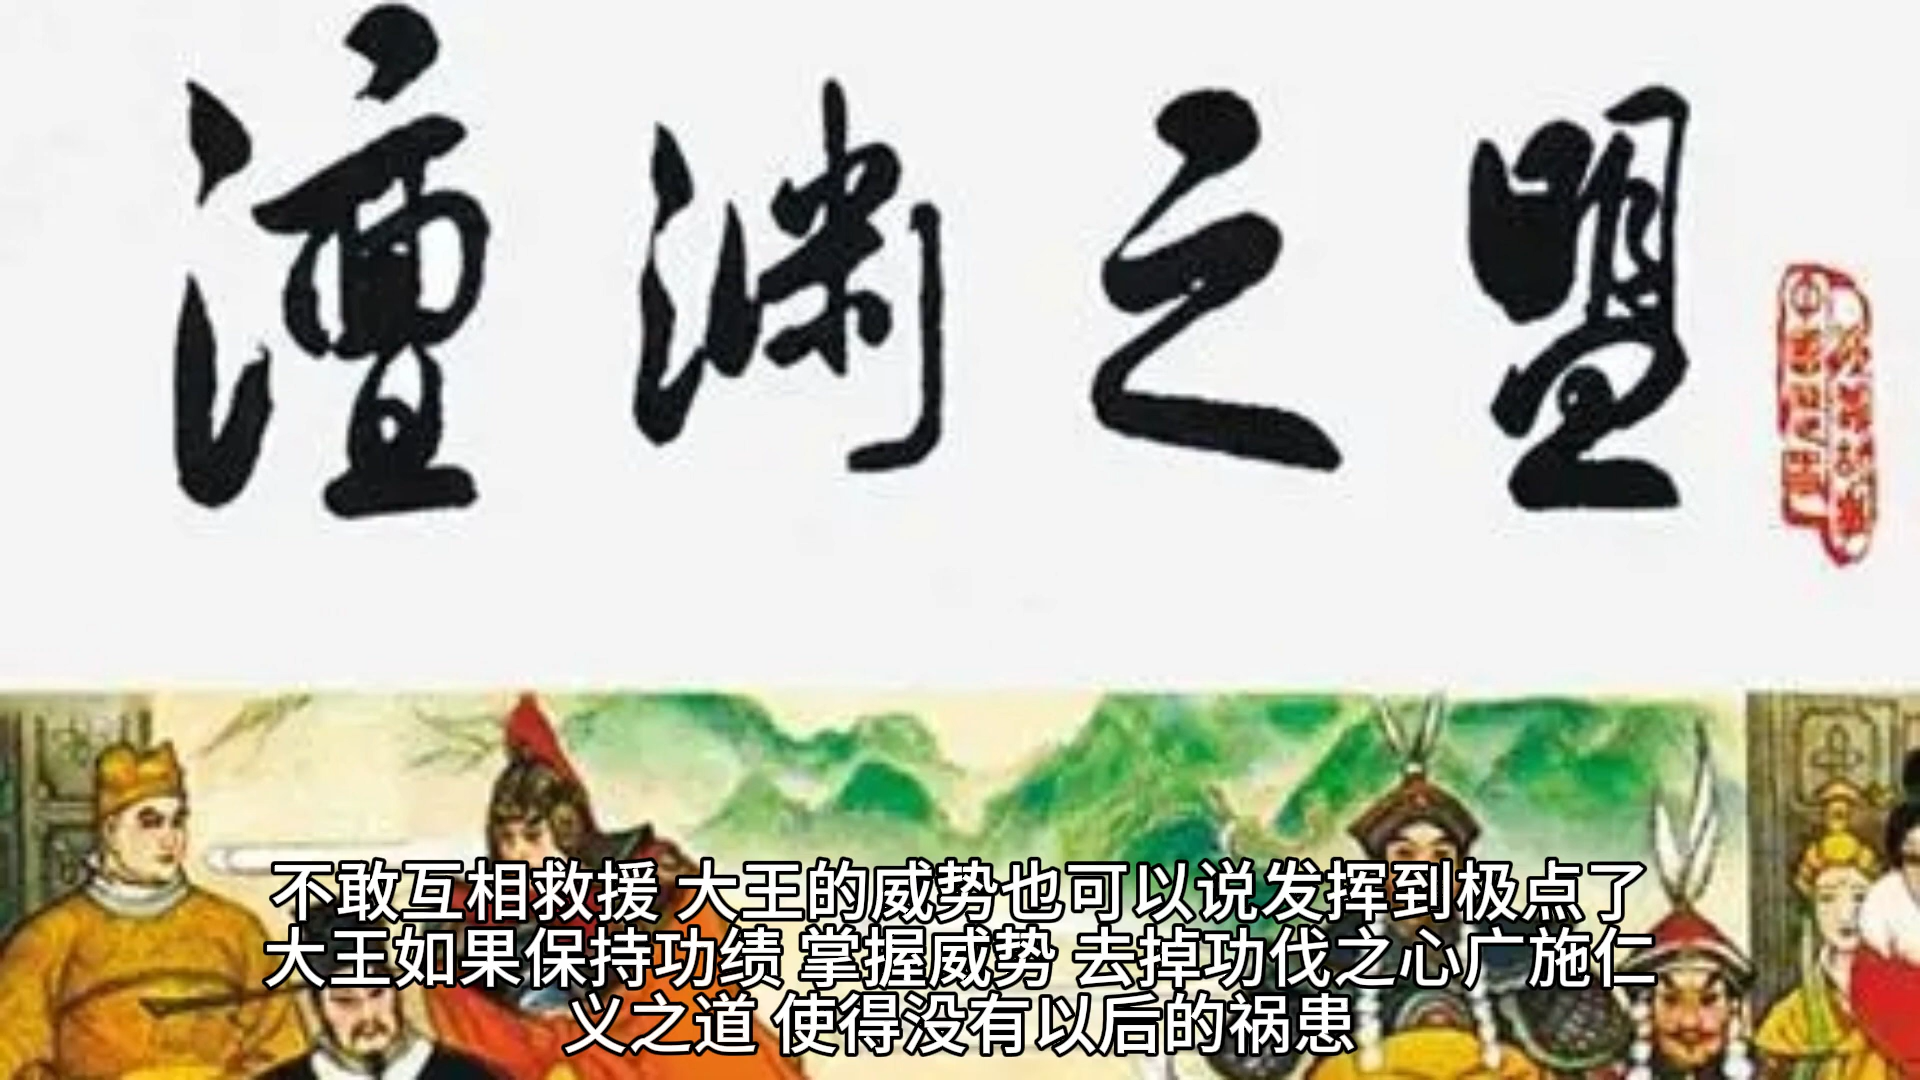 澶渊之盟
不敢互相救援 大王的威势也可以说发挥到极点了
大王如果保持功绩 掌握威势 去掉功伐之心广施仁
义之道 使得没有以后的祸患